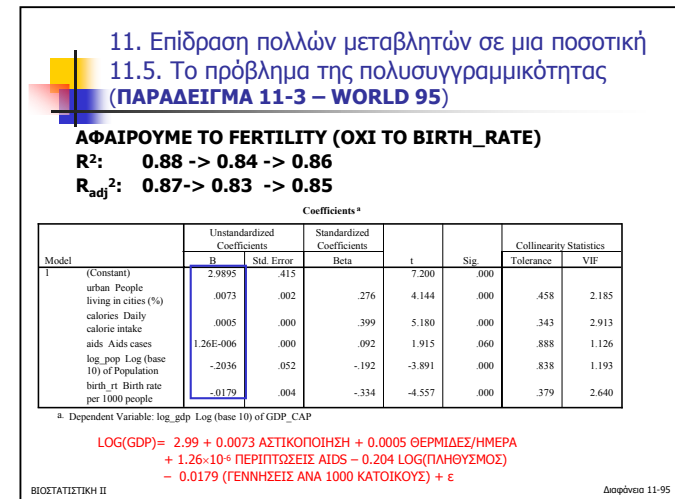 11. Επίδραση πολλών μεταβλητών σε μια ποσοτική
11.5. Το πρόβλημα της πολυσυγγραμμικότητας
(ΠΑΡΑΔΕΙΓΜΑ 11-3 – WORLD 95)
ΑΦΑΙΡΟΥΜΕ ΤΟ FERTILITY (ΟΧΙ ΤΟ BIRTH_RATE)
R²: 0.88 -> 0.84 -> 0.86
Radj²: 0.87-> 0.83 -> 0.85
Coefficients a
Unstandardized Coefficients Standardized Coefficients Collinearity Statistics
Model B Std. Error Beta t Sig. Tolerance VIF
1 (Constant) 2.9895 .415 7.200 .000
urban People living in cities (%) .0073 .002 .276 4.144 .000 .458 2.185
calories Daily calorie intake .0005 .000 .399 5.180 .000 .343 2.913
aids Aids cases 1.26E-006 .000 .092 1.915 .060 .888 1.126
log_pop Log (base 10) of Population -.2036 .052 -.192 -3.891 .000 .838 1.193
birth_rt Birth rate per 1000 people -.0179 .004 -.334 -4.557 .000 .379 2.640
a. Dependent Variable: log_gdp Log (base 10) of GDP_CAP
LOG(GDP)= 2.99 + 0.0073 ΑΣΤΙΚΟΠΟΙΗΣΗ + 0.0005 ΘΕΡΜΙΔΕΣ/ΗΜΕΡΑ
+ 1.26×10⁻⁶ ΠΕΡΙΠΤΩΣΕΙΣ AIDS – 0.204 LOG(ΠΛΗΘΥΣΜΟΣ)
– 0.0179 (ΓΕΝΝΗΣΕΙΣ ΑΝΑ 1000 ΚΑΤΟΙΚΟΥΣ) + ε
ΒΙΟΣΤΑΤΙΣΤΙΚΗ ΙΙ Διαφάνεια 11-95